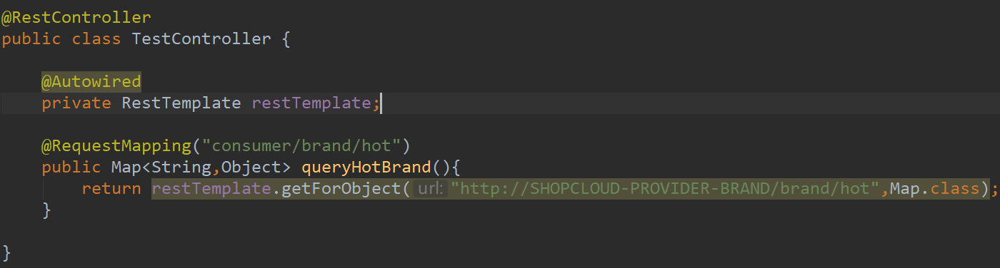 @RestController
public class TestController {
@Autowired
private RestTemplate restTemplate;
@RequestMapping("consumer/brand/hot")
public Map<String,Object> queryHotBrand(){
return restTemplate.getForObject( url: "http://SHOPCLOUD-PROVIDER-BRAND/brand/hot",Map.class);
}
}